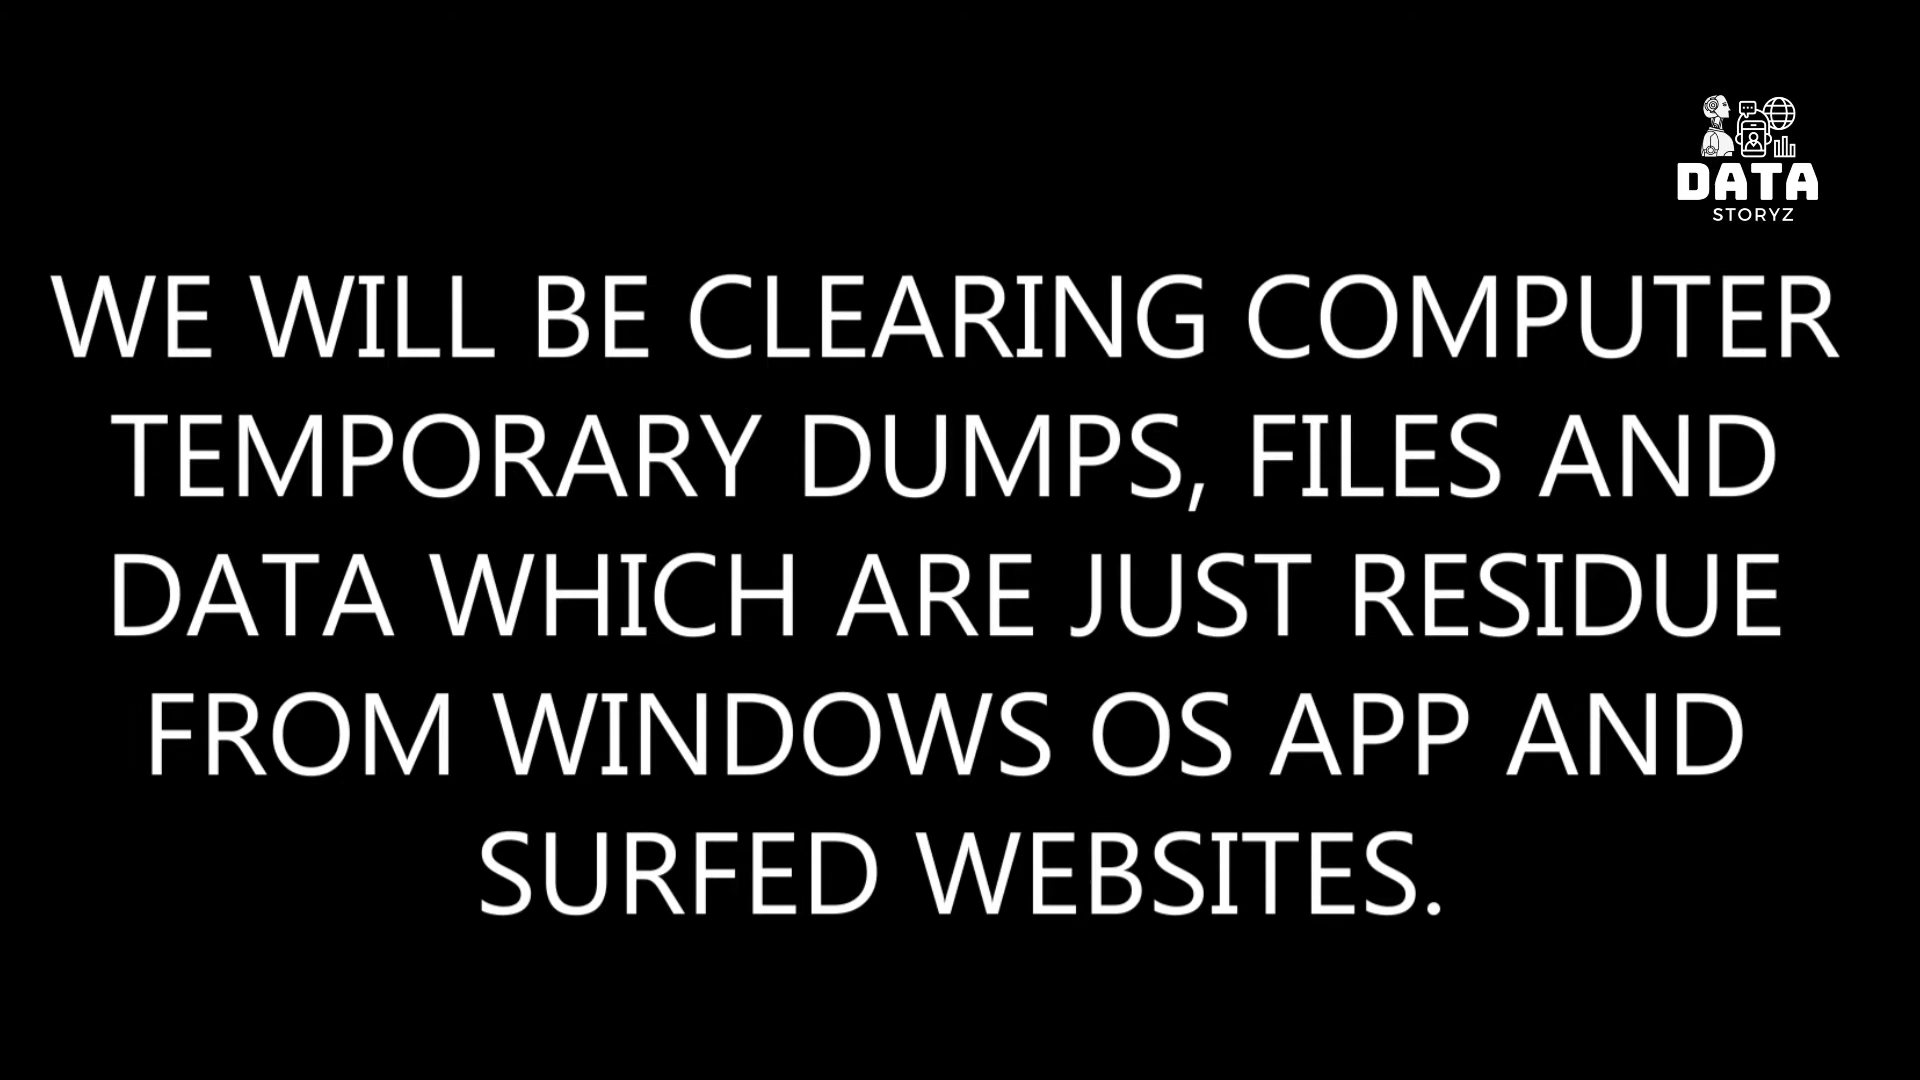 DATA
STORYZ
WE WILL BE CLEARING COMPUTER
TEMPORARY DUMPS, FILES AND
DATA WHICH ARE JUST RESIDUE
FROM WINDOWS OS APP AND
SURFED WEBSITES.